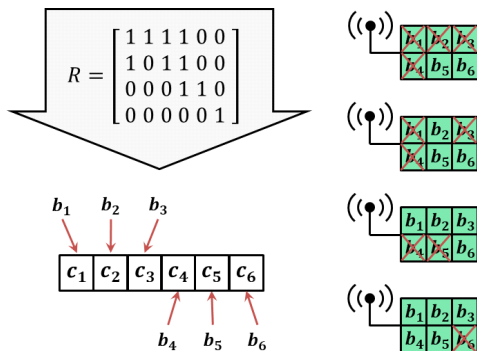 R =
1 1 1 1 0 0
1 0 1 1 0 0
0 0 0 1 1 0
0 0 0 0 0 1
b₁ b₂ b₃
c₁ c₂ c₃ c₄ c₅ c₆
b₄ b₅ b₆
b₁ b₂ b₃
b₄ b₅ b₆
b₁ b₂ b₃
b₄ b₅ b₆
b₁ b₂ b₃
b₄ b₅ b₆
b₁ b₂ b₃
b₄ b₅ b₆